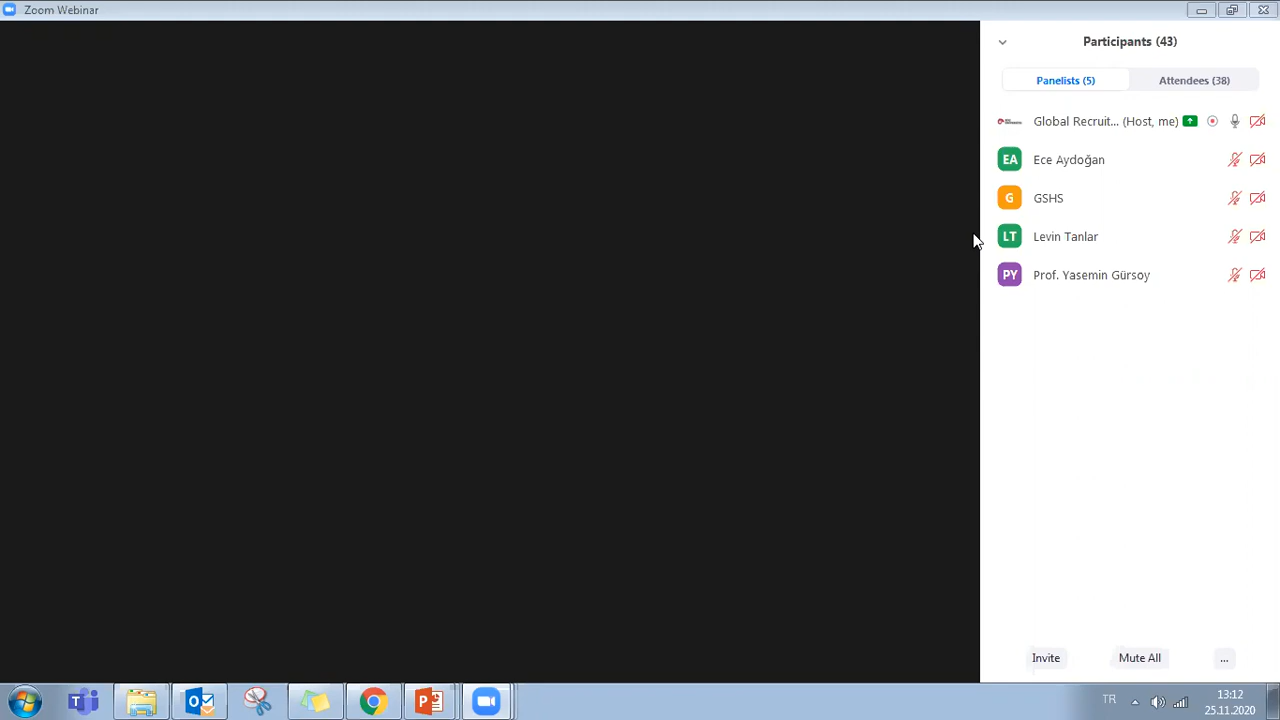 Zoom Webinar
Participants (43)
Panelists (5)
Attendees (38)
Global Recruit... (Host, me)
EA Ece Aydoğan
G GSHS
LT Levin Tanlar
PY Prof. Yasemin Gürsoy
Invite
Mute All
...
TR
13:12
25.11.2020